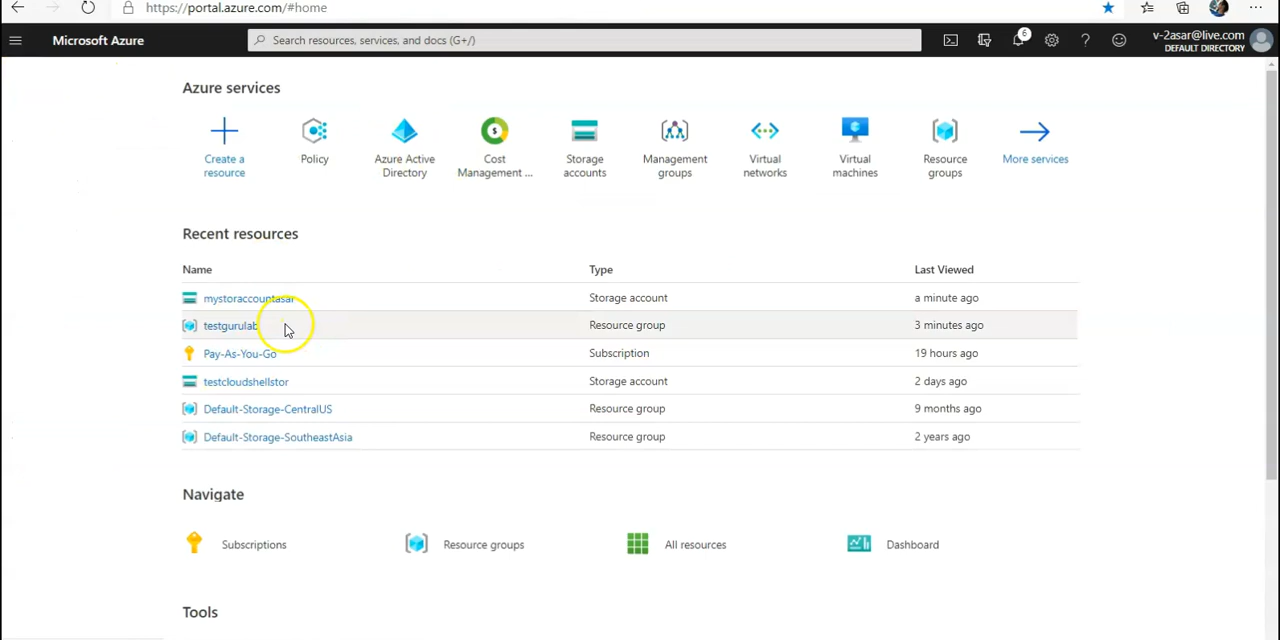 https://portal.azure.com/#home
Microsoft Azure
Search resources, services, and docs (G+/)
6
v-2asar@live.com
DEFAULT DIRECTORY
Azure services
Create a resource
Policy
Azure Active Directory
Cost Management ...
Storage accounts
Management groups
Virtual networks
Virtual machines
Resource groups
More services
Recent resources
Name Type Last Viewed
mystoraccountasar Storage account a minute ago
testgurulab Resource group 3 minutes ago
Pay-As-You-Go Subscription 19 hours ago
testcloudshellstor Storage account 2 days ago
Default-Storage-CentralUS Resource group 9 months ago
Default-Storage-SoutheastAsia Resource group 2 years ago
Navigate
Subscriptions Resource groups All resources Dashboard
Tools